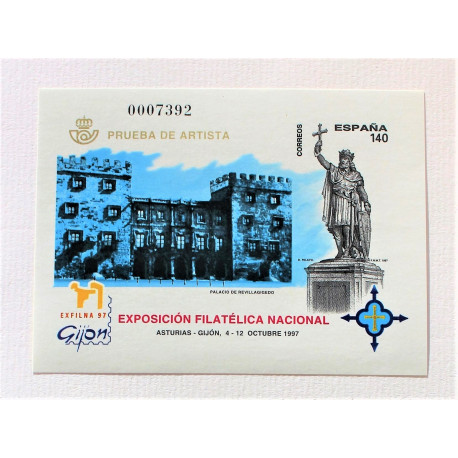 0007392
PRUEBA DE ARTISTA
CORREOS
ESPAÑA
140
PALACIO DE REVILLAGIGEDO
EXFILNA 97
Gijón
EXPOSICIÓN FILATÉLICA NACIONAL
ASTURIAS - GIJÓN, 4 - 12 OCTUBRE 1997